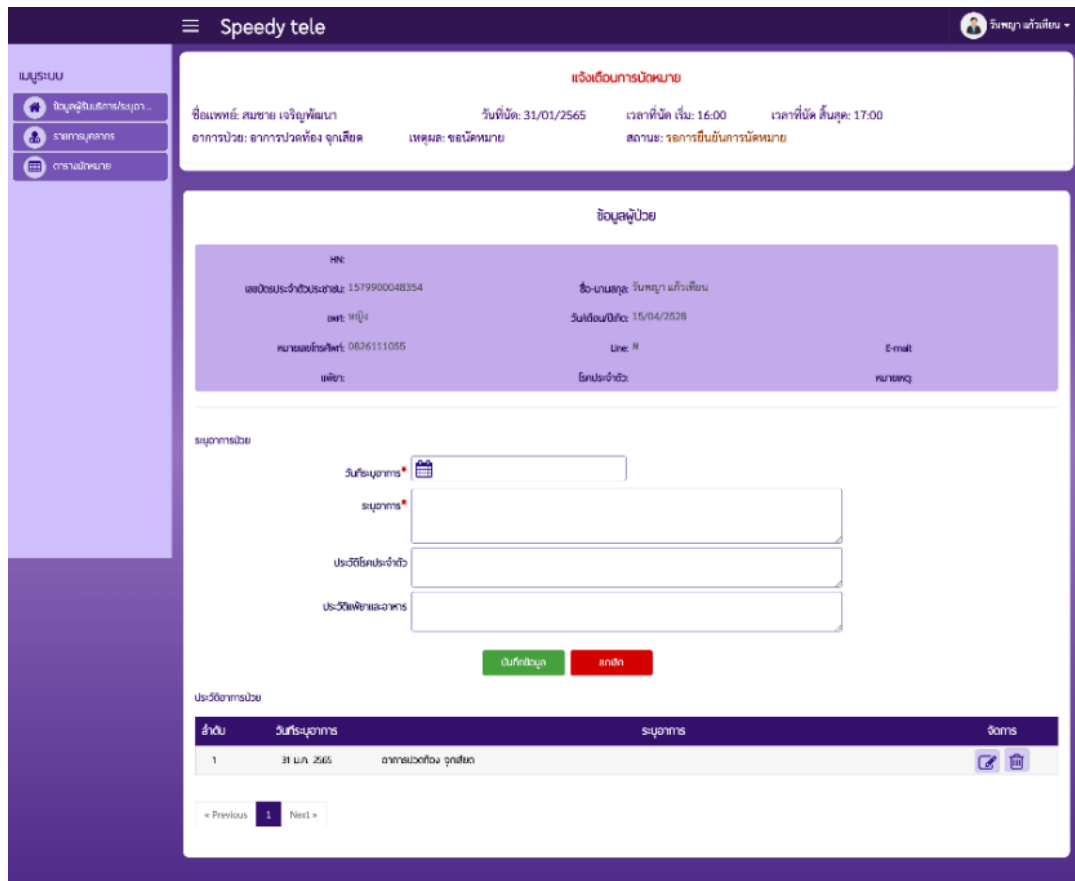 Speedy tele
วันพญา แก้วเทียน
เมนูระบบ
ข้อมูลผู้รับบริการ/ระบุอา...
รายการบุคลากร
ตารางนัดหมาย
แจ้งเตือนการนัดหมาย
ชื่อแพทย์: สมชาย เจริญพัฒนา วันที่นัด: 31/01/2565 เวลาที่นัด เริ่ม: 16:00 เวลาที่นัด สิ้นสุด: 17:00
อาการป่วย: อาการปวดท้อง จุกเสียด เหตุผล: ขอนัดหมาย สถานะ: รอการยืนยันการนัดหมาย
ข้อมูลผู้ป่วย
HN:
เลขบัตรประจำตัวประชาชน: 1579900048354 ชื่อ-นามสกุล: วันพญา แก้วเทียน
เพศ: หญิง วัน/เดือน/ปีเกิด: 15/04/2528
หมายเลขโทรศัพท์: 0826111055 Line: # E-mail:
แพ้ยา: โรคประจำตัว: หมายเหตุ:
ระบุอาการป่วย
วันที่ระบุอาการ*
ระบุอาการ*
ประวัติโรคประจำตัว
ประวัติแพ้ยาและอาหาร
บันทึกข้อมูล ยกเลิก
ประวัติอาการป่วย
ลำดับ วันที่ระบุอาการ ระบุอาการ จัดการ
1 31 ม.ค. 2565 อาการปวดท้อง จุกเสียด
« Previous 1 Next »